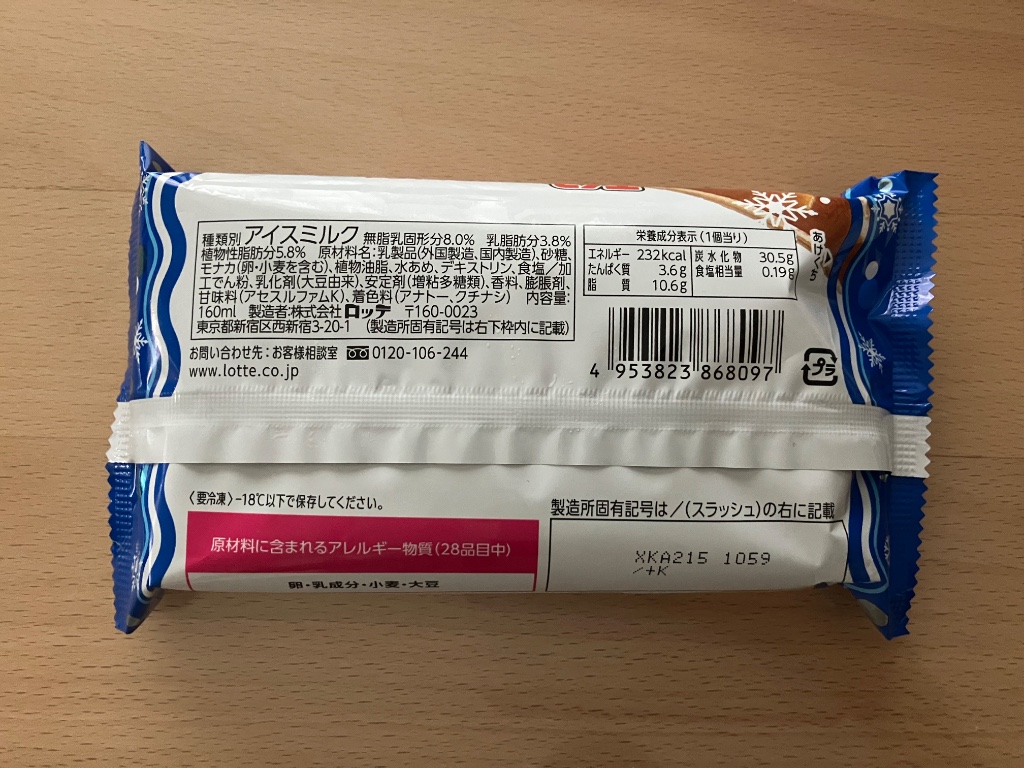 種類別 アイスミルク 無脂乳固形分8.0% 乳脂肪分3.8%
植物性脂肪分5.8% 原材料名:乳製品(外国製造、国内製造)、砂糖、
モナカ(卵・小麦を含む)、植物油脂、水あめ、デキストリン、食塩/加
工でん粉、乳化剤(大豆由来)、安定剤(増粘多糖類)、香料、膨脹剤、
甘味料(アセスルファムK)、着色料(アナトー、クチナシ) 内容量:
160ml 製造者:株式会社 ロッテ 〒160-0023
東京都新宿区西新宿3-20-1 (製造所固有記号は右下枠内に記載)
お問い合わせ先:お客様相談室 0120-106-244
www.lotte.co.jp
栄養成分表示(1個当り)
エネルギー 232kcal 炭水化物 30.5g
たんぱく質 3.6g 食塩相当量 0.19g
脂質 10.6g
あけくち
4 953823 868097
プラ
〈要冷凍〉-18℃以下で保存してください。
原材料に含まれるアレルギー物質(28品目中)
卵・乳成分・小麦・大豆
製造所固有記号は/(スラッシュ)の右に記載
XKA215 1059
/+K